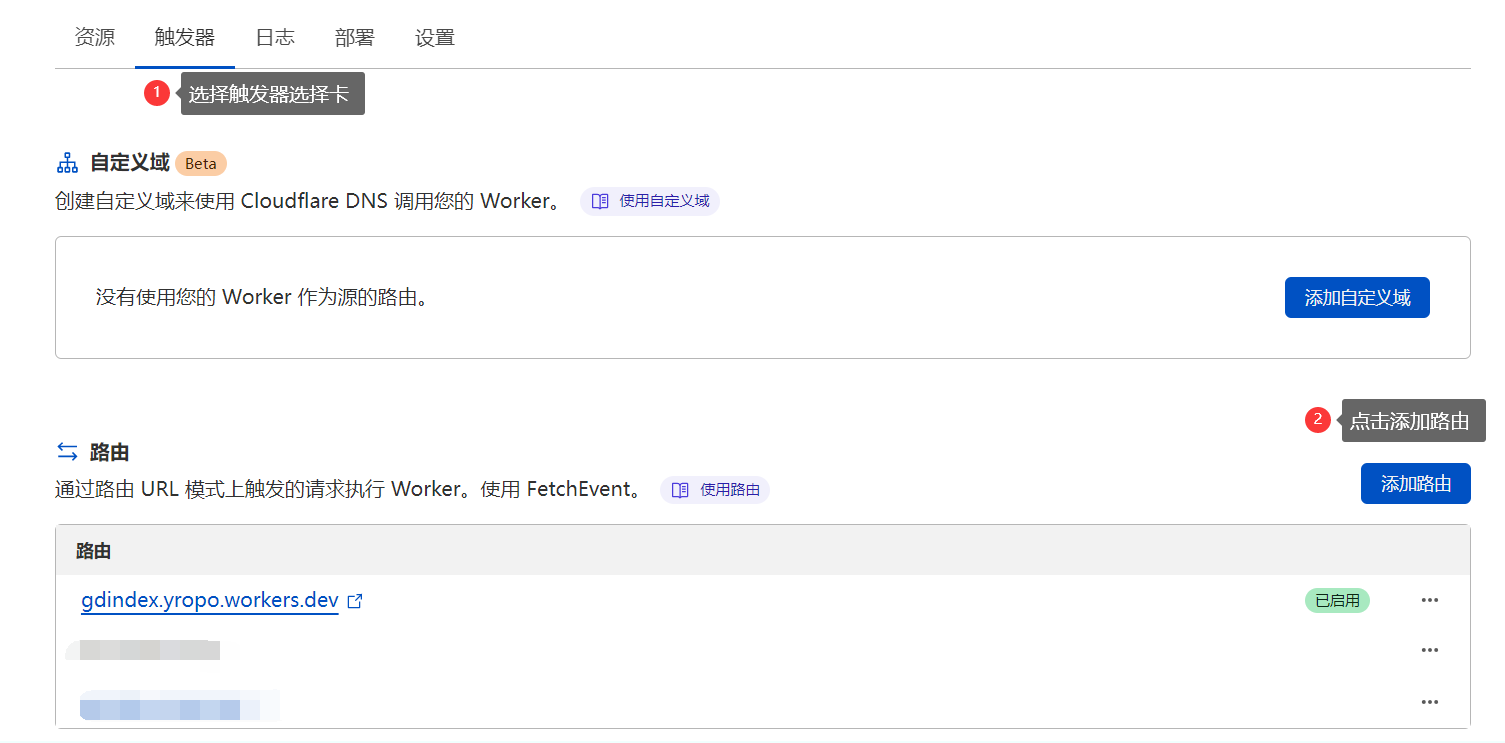 资源 触发器 日志 部署 设置
1 选择触发器选择卡
自定义域 Beta
创建自定义域来使用 Cloudflare DNS 调用您的 Worker。 使用自定义域
没有使用您的 Worker 作为源的路由。 添加自定义域
2 点击添加路由
路由
通过路由 URL 模式上触发的请求执行 Worker。使用 FetchEvent。 使用路由 添加路由
路由
gdindex.yropo.workers.dev 已启用